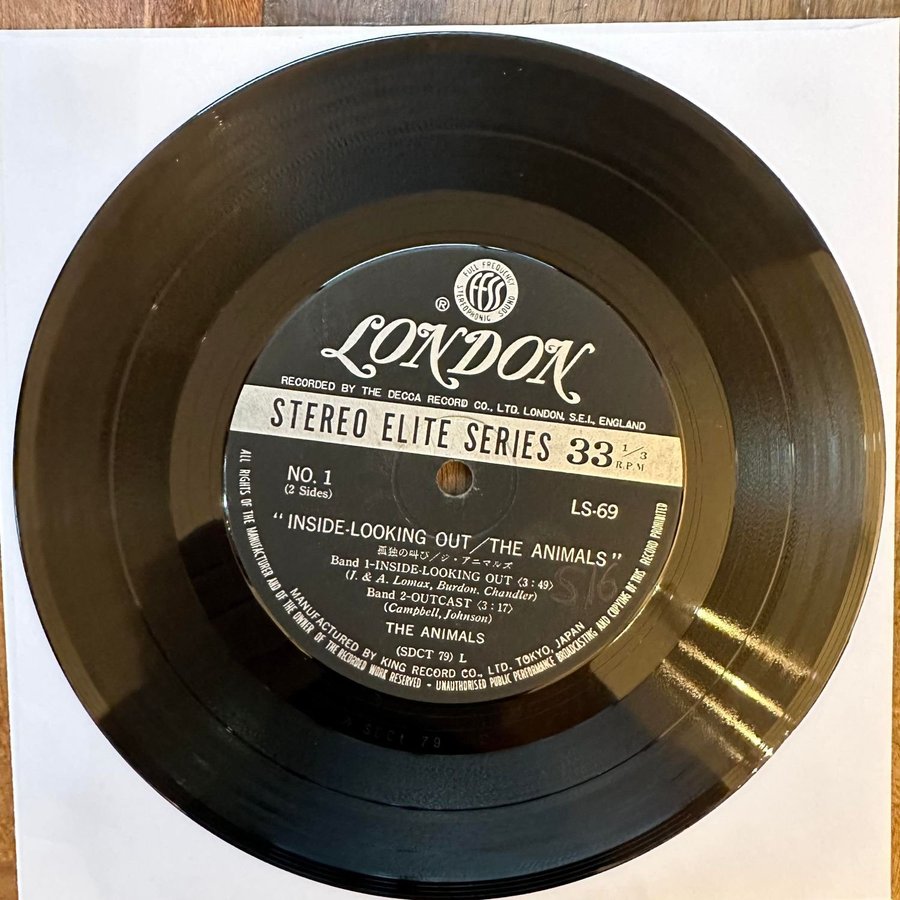 FULL FREQUENCY
FFSS
STEREOPHONIC SOUND
®
LONDON
RECORDED BY THE DECCA RECORD CO., LTD. LONDON, S.E.I., ENGLAND
STEREO ELITE SERIES 33 1/3 R.P.M
NO. 1
(2 Sides)
LS-69
"INSIDE-LOOKING OUT/THE ANIMALS"
孤独の叫び/ジ・アニマルズ
Band 1-INSIDE-LOOKING OUT (3:49)
(J. & A. Lomax, Burdon. Chandler)
Band 2-OUTCAST (3:17)
(Campbell, Johnson)
THE ANIMALS
(SDCT 79) L
MANUFACTURED BY KING RECORD CO., LTD. TOKYO, JAPAN
ALL RIGHTS OF THE MANUFACTURER AND OF THE OWNER OF THE RECORDED WORK RESERVED - UNAUTHORISED PUBLIC PERFORMANCE BROADCASTING AND COPYING OF THIS RECORD PROHIBITED